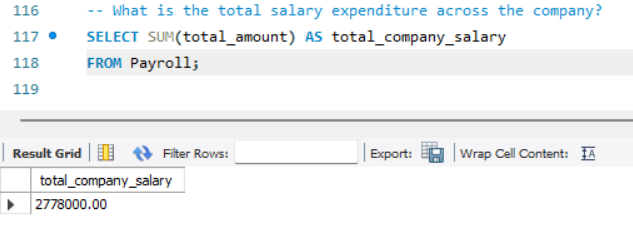 116 -- What is the total salary expenditure across the company?
117 SELECT SUM(total_amount) AS total_company_salary
118 FROM Payroll;
119
Result Grid Filter Rows: Export: Wrap Cell Content: IA
total_company_salary
2778000.00